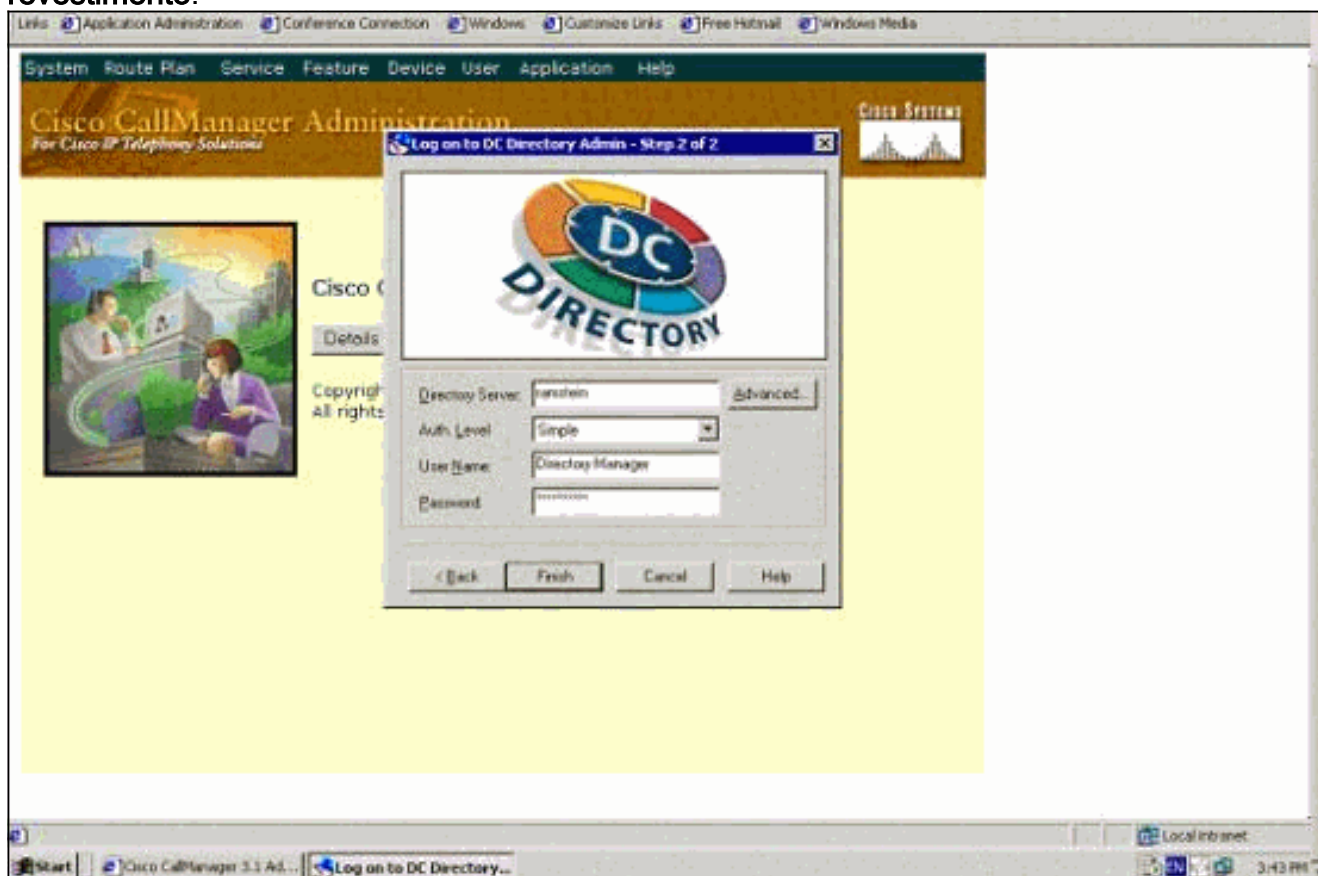 revestimento.
Links Application Administration Conference Connection Windows Customize Links Free Hotmail Windows Media
System Route Plan Service Feature Device User Application Help
Cisco CallManager Administration
For Cisco IP Telephony Solutions
CISCO SYSTEMS
Log on to DC Directory Admin - Step 2 of 2
DC
DIRECTORY
Cisco
Details
Copyrigh
All rights
Directory Server:
Advanced...
Auth. Level
Simple
User Name:
Directory Manager
Password
< Back Finish Cancel Help
Local intranet
Start Cisco CallManager 3.1 Ad... Log on to DC Directory... EN 3:43 PM